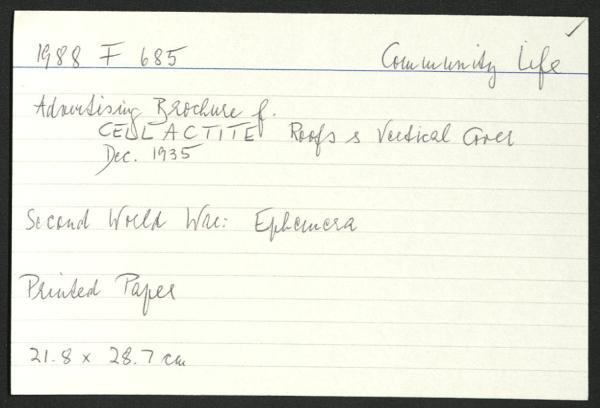 1988 F 685 Community Life
Advertising Brochure f.
CELLACTITE Roofs & Vertical Cover
Dec. 1935
Second World War: Ephemera
Printed Paper
21.8 x 28.7 cm